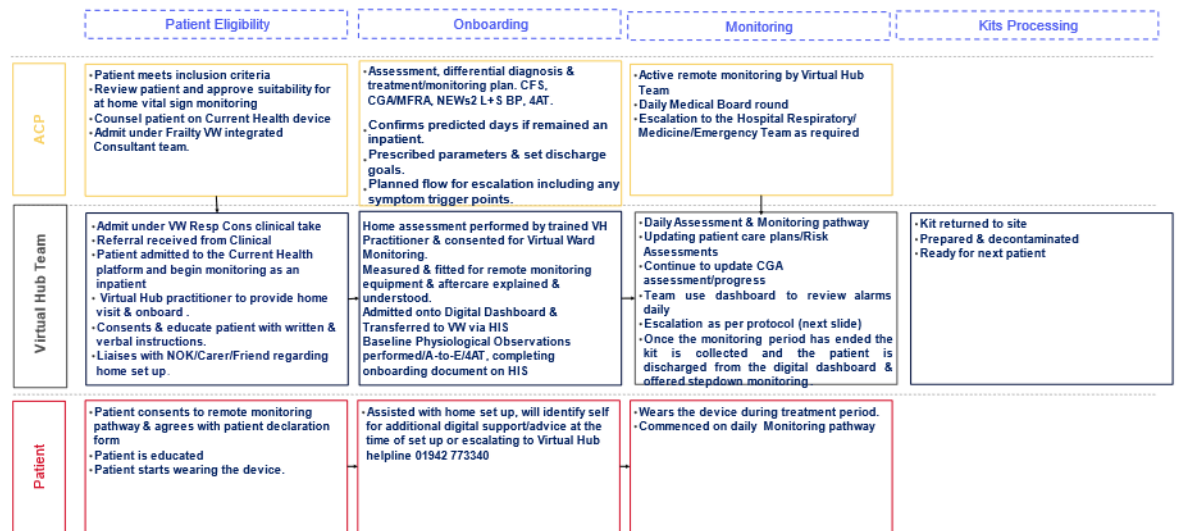 Patient Eligibility
Onboarding
Monitoring
Kits Processing
ACP
•Patient meets inclusion criteria
•Review patient and approve suitability for
at home vital sign monitoring
•Counsel patient on Current Health device
•Admit under Frailty VW integrated
Consultant team.
•Assessment, differential diagnosis &
treatment/monitoring plan. CFS,
CGA/MFRA, NEWs2 L+S BP, 4AT.
•Confirms predicted days if remained an
inpatient.
•Prescribed parameters & set discharge
goals.
•Planned flow for escalation including any
symptom trigger points.
•Active remote monitoring by Virtual Hub
Team
•Daily Medical Board round
•Escalation to the Hospital Respiratory/
Medicine/Emergency Team as required
Virtual Hub Team
•Admit under VW Resp Cons clinical take
•Referral received from Clinical
•Patient admitted to the Current Health
platform and begin monitoring as an
inpatient
• Virtual Hub practitioner to provide home
visit & onboard .
•Consents & educate patient with written &
verbal instructions.
•Liaises with NOK/Carer/Friend regarding
home set up.
Home assessment performed by trained VH
Practitioner & consented for Virtual Ward
Monitoring.
Measured & fitted for remote monitoring
equipment & aftercare explained &
understood.
Admitted onto Digital Dashboard &
Transferred to VW via HIS
Baseline Physiological Observations
performed/A-to-E/4AT, completing
onboarding document on HIS
•Daily Assessment & Monitoring pathway
•Updating patient care plans/Risk
Assessments
•Continue to update CGA
assessment/progress
•Team use dashboard to review alarms
daily
•Escalation as per protocol (next slide)
•Once the monitoring period has ended the
kit is collected and the patient is
discharged from the digital dashboard &
offered stepdown monitoring.
•Kit returned to site
•Prepared & decontaminated
•Ready for next patient
Patient
•Patient consents to remote monitoring
pathway & agrees with patient declaration
form
•Patient is educated
•Patient starts wearing the device.
•Assisted with home set up, will identify self
for additional digital support/advice at the
time of set up or escalating to Virtual Hub
helpline 01942 773340
•Wears the device during treatment period.
•Commenced on daily Monitoring pathway